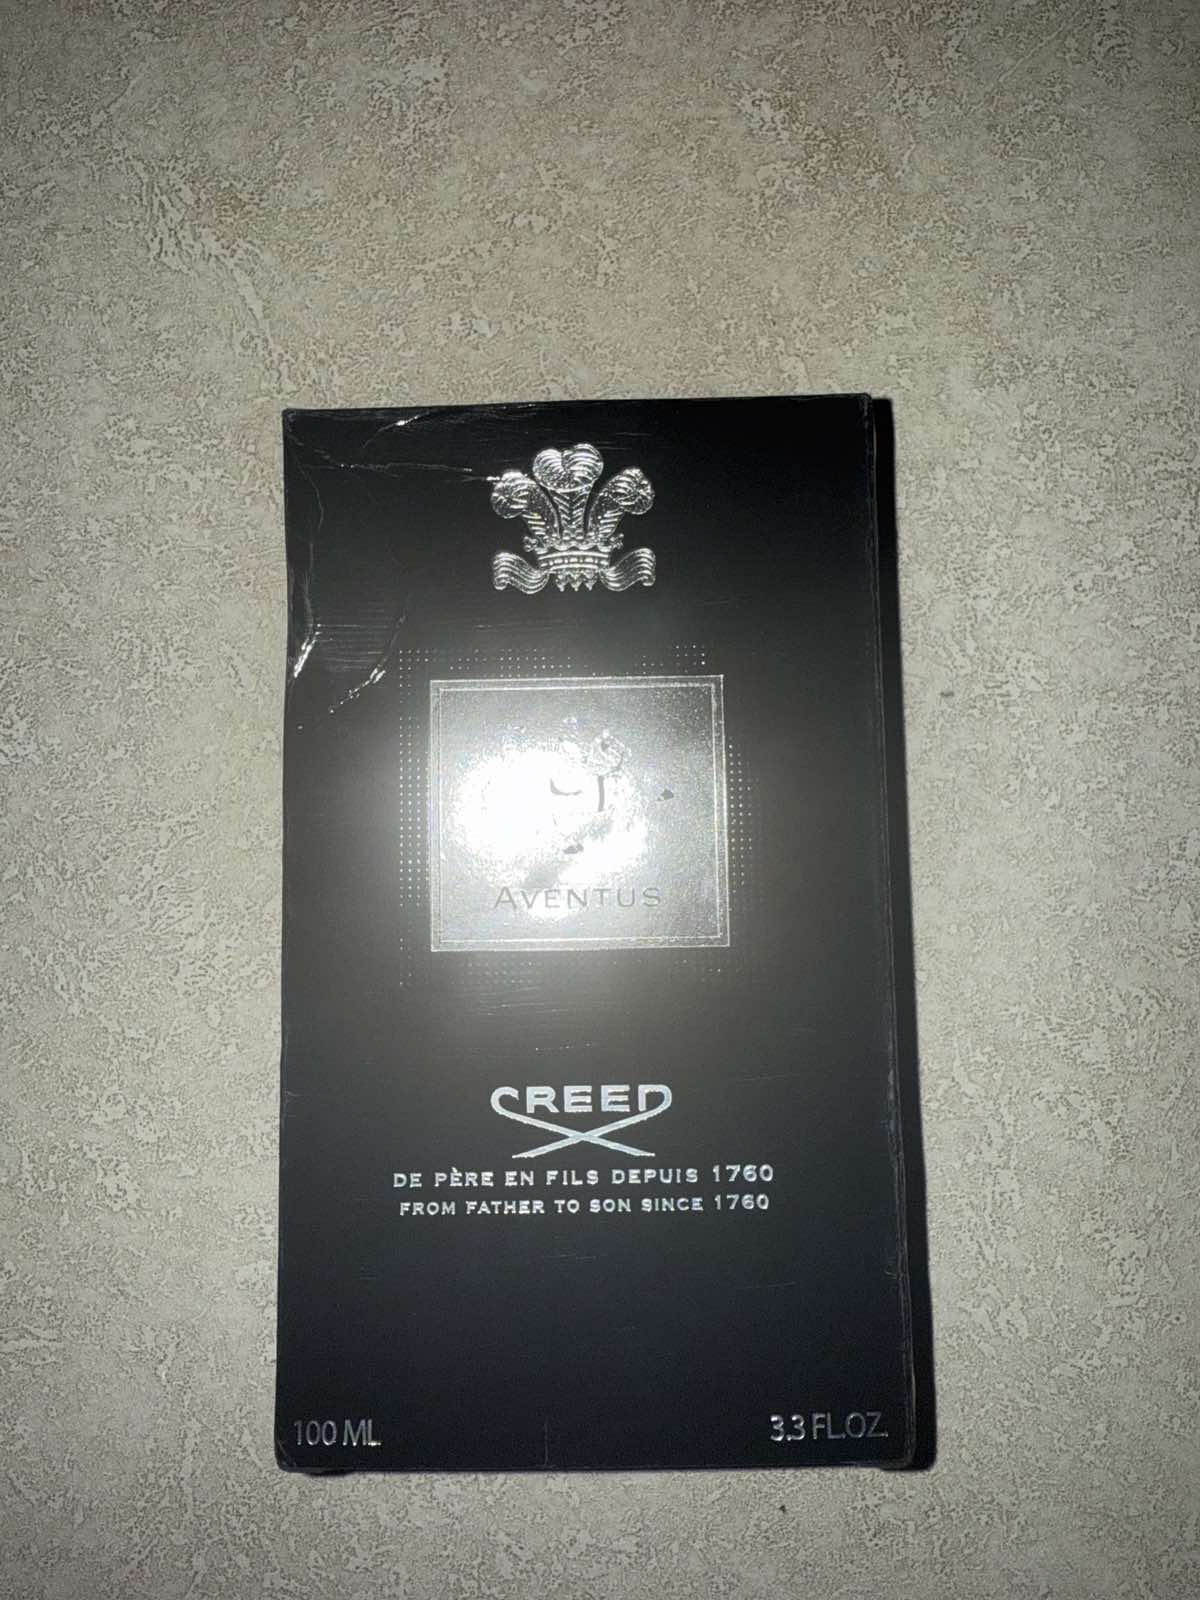 AVENTUS
CREED
DE PÈRE EN FILS DEPUIS 1760
FROM FATHER TO SON SINCE 1760
100 ML
3.3 FL.OZ.